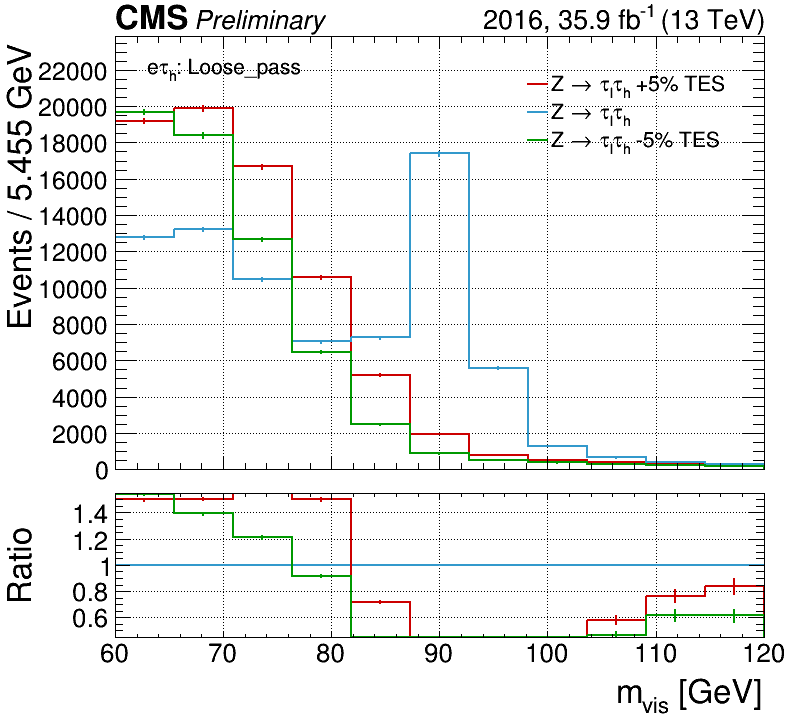 CMS Preliminary 2016, 35.9 fb⁻¹ (13 TeV)
Events / 5.455 GeV
eτₕ: Loose_pass
Z → τₗτₕ +5% TES
Z → τₗτₕ
Z → τₗτₕ -5% TES
22000
20000
18000
16000
14000
12000
10000
8000
6000
4000
2000
0
Ratio
1.4
1.2
1
0.8
0.6
60 70 80 90 100 110 120
m_vis [GeV]